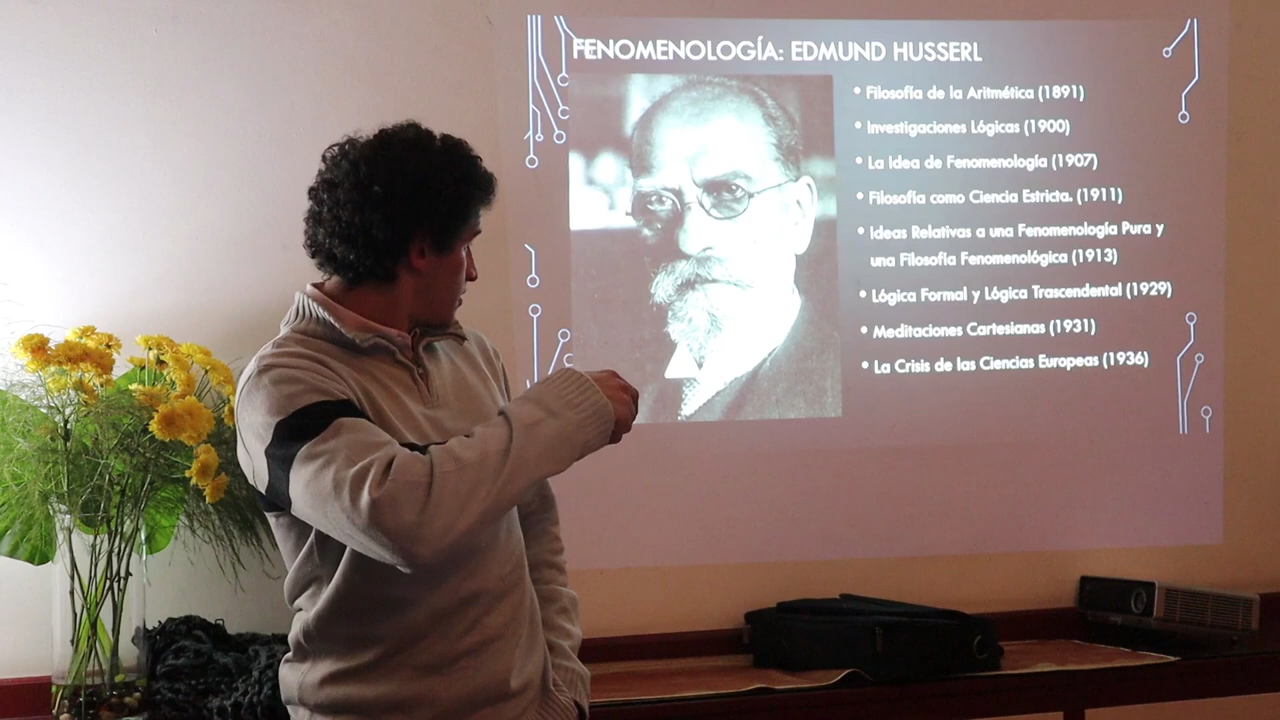 FENOMENOLOGÍA: EDMUND HUSSERL
• Filosofía de la Aritmética (1891)
• Investigaciones Lógicas (1900)
• La Idea de Fenomenología (1907)
• Filosofía como Ciencia Estricta. (1911)
• Ideas Relativas a una Fenomenología Pura y
una Filosofía Fenomenológica (1913)
• Lógica Formal y Lógica Trascendental (1929)
• Meditaciones Cartesianas (1931)
• La Crisis de las Ciencias Europeas (1936)